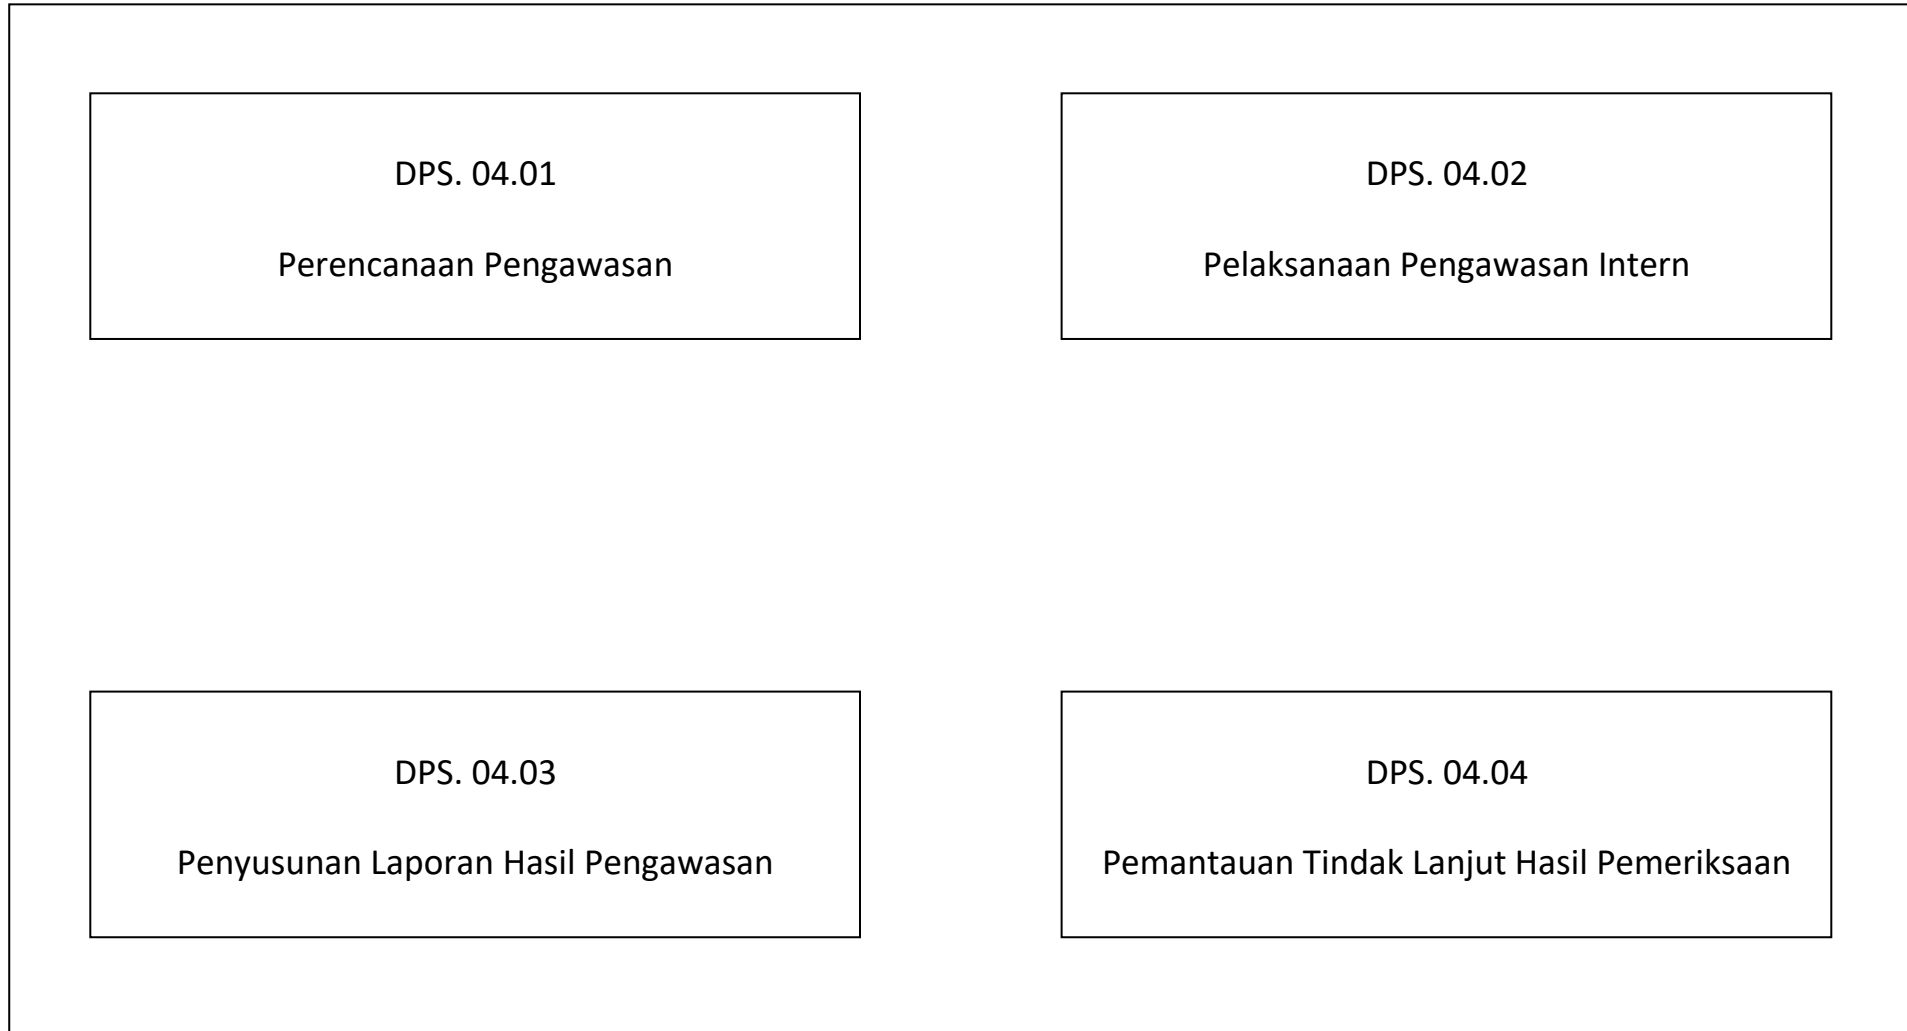 DPS. 04.01
Perencanaan Pengawasan
DPS. 04.02
Pelaksanaan Pengawasan Intern
DPS. 04.03
Penyusunan Laporan Hasil Pengawasan
DPS. 04.04
Pemantauan Tindak Lanjut Hasil Pemeriksaan